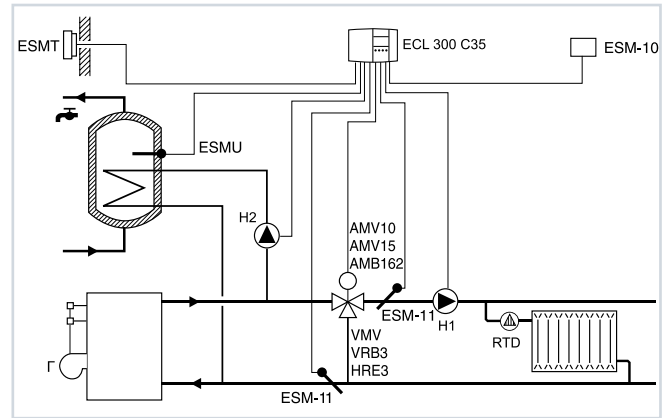 ESMT
ECL 300 C35
ESM-10
ESMU
H2
AMV10
AMV15
AMB162
ESM-11
H1
RTD
Г
VMV
VRB3
HRE3
ESM-11